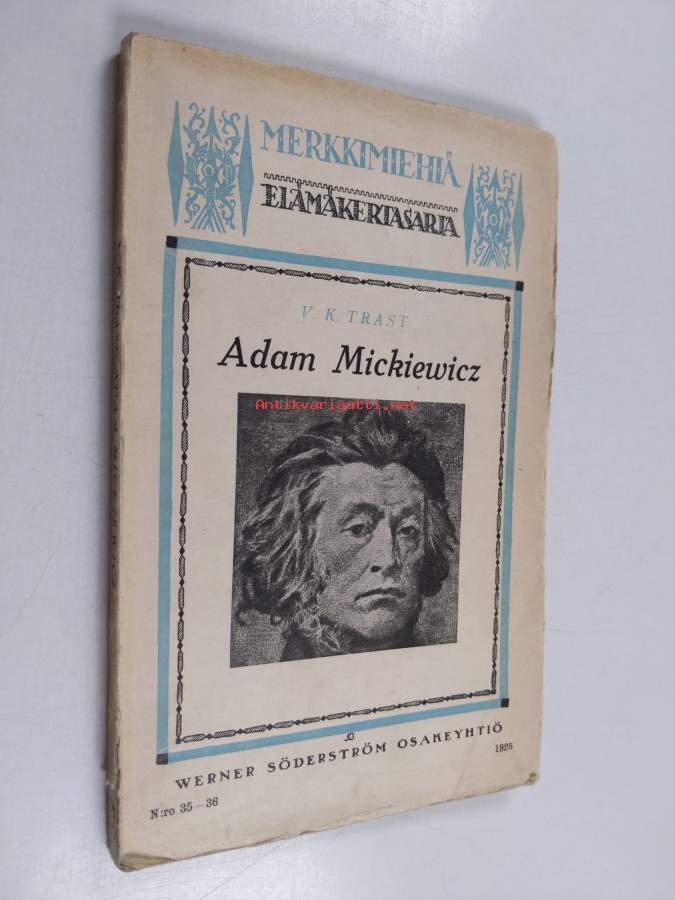 MERKKIMIEHIÄ
ELÄMÄKERTASARJA
V. K. TRAST
Adam Mickiewicz
Antikvariaatti.net
WERNER SÖDERSTRÖM OSAKEYHTIÖ
1925
N:ro 35—36